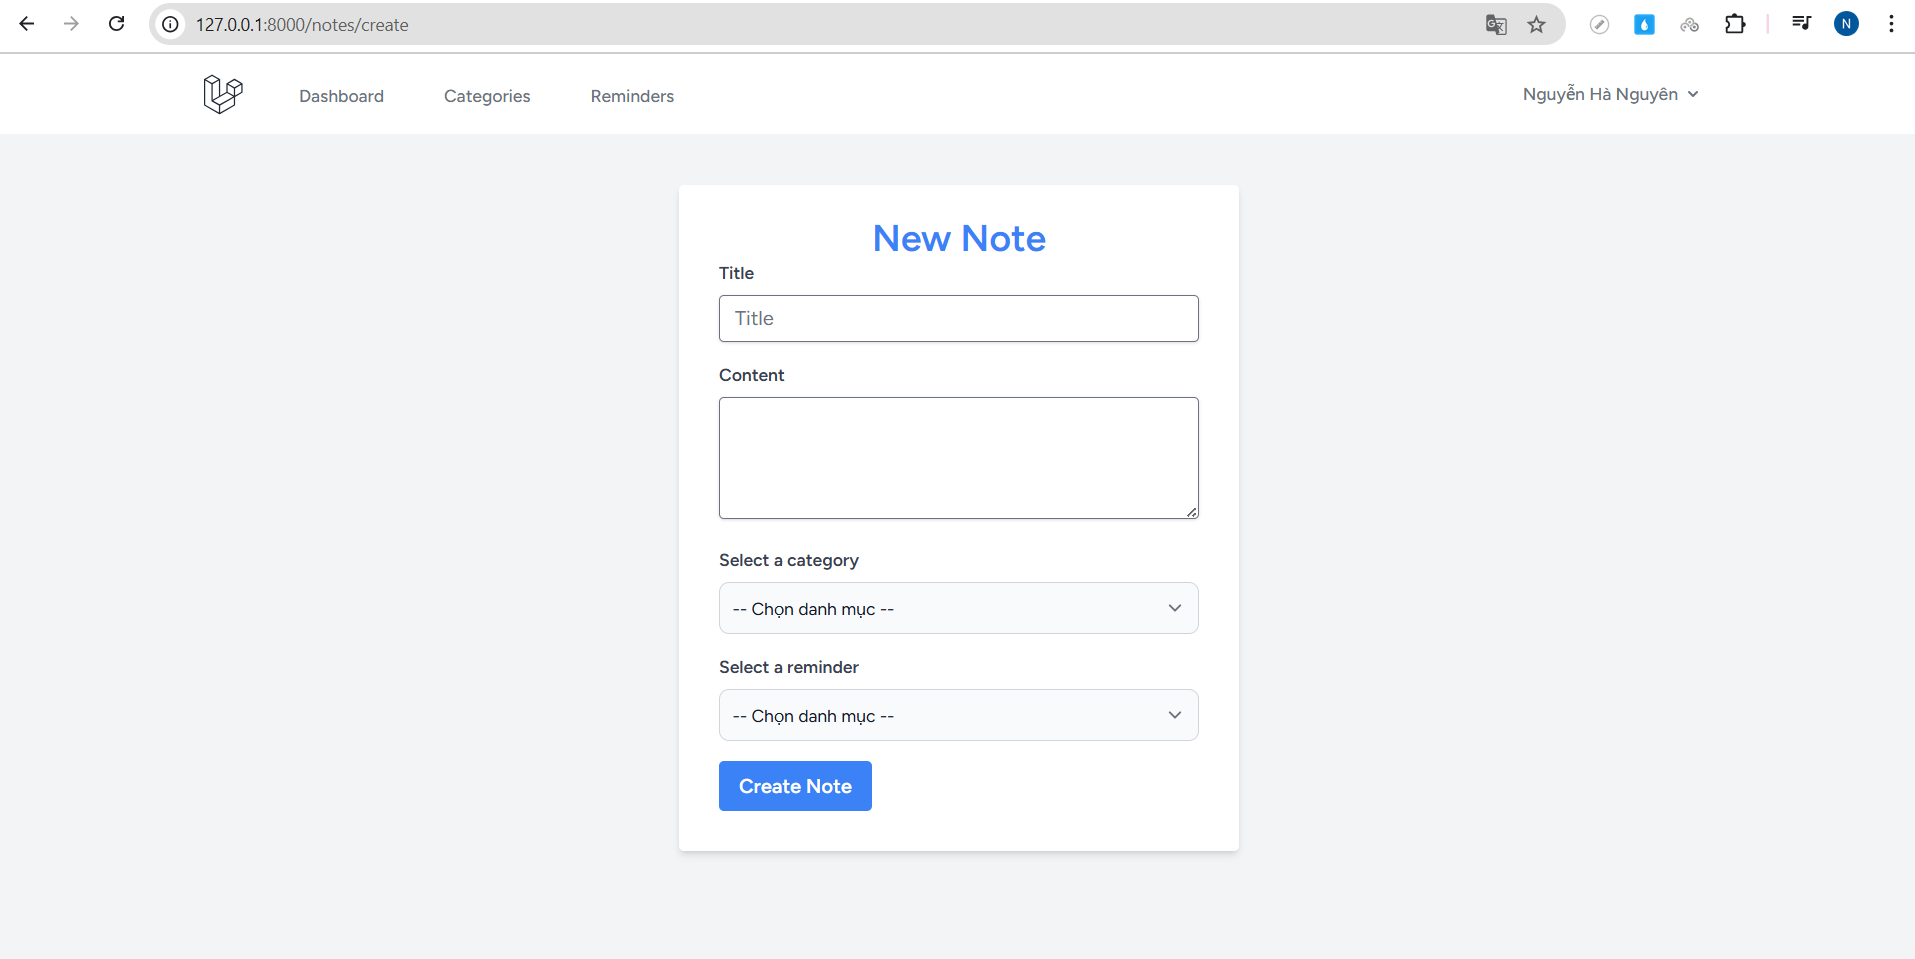 127.0.0.1:8000/notes/create
N
Dashboard Categories Reminders Nguyễn Hà Nguyên
New Note
Title
Title
Content
Select a category
-- Chọn danh mục --
Select a reminder
-- Chọn danh mục --
Create Note